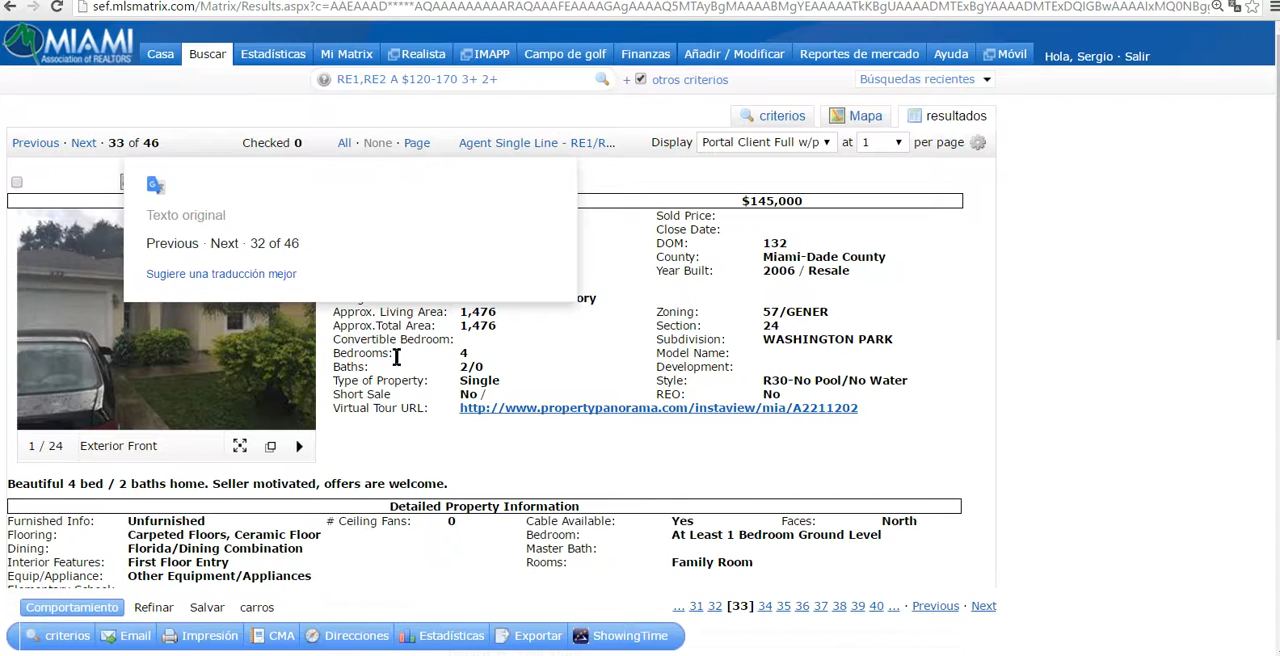 sef.mlsmatrix.com/Matrix/Results.aspx?c=AAEAAAD*****AQAAAAAAAAARAQAAAFEAAAAGAgAAAAQ5MTAyBgMAAAABMgYEAAAAATkKBgUAAAADMTExBgYAAAADMTExDQIGBwAAAAIxMQ0NBg
MIAMI
Association of REALTORS®
Casa Buscar Estadísticas Mi Matrix Realista IMAPP Campo de golf Finanzas Añadir / Modificar Reportes de mercado Ayuda Móvil Hola, Sergio · Salir
RE1,RE2 A $120-170 3+ 2+ + otros criterios Búsquedas recientes
criterios Mapa resultados
Previous · Next · 33 of 46 Checked 0 All · None · Page Agent Single Line - RE1/R... Display Portal Client Full w/p at 1 per page
Texto original
Previous · Next · 32 of 46
Sugiere una traducción mejor
$145,000
Sold Price:
Close Date:
DOM: 132
County: Miami-Dade County
Year Built: 2006 / Resale
ory
Approx. Living Area: 1,476 Zoning: 57/GENER
Approx.Total Area: 1,476 Section: 24
Convertible Bedroom: Subdivision: WASHINGTON PARK
Bedrooms: 4 Model Name:
Baths: 2/0 Development:
Type of Property: Single Style: R30-No Pool/No Water
Short Sale No / REO: No
Virtual Tour URL: http://www.propertypanorama.com/instaview/mia/A2211202
1 / 24 Exterior Front
Beautiful 4 bed / 2 baths home. Seller motivated, offers are welcome.
Detailed Property Information
Furnished Info: Unfurnished # Ceiling Fans: 0 Cable Available: Yes Faces: North
Flooring: Carpeted Floors, Ceramic Floor Bedroom: At Least 1 Bedroom Ground Level
Dining: Florida/Dining Combination Master Bath:
Interior Features: First Floor Entry Rooms: Family Room
Equip/Appliance: Other Equipment/Appliances
Comportamiento Refinar Salvar carros ... 31 32 [33] 34 35 36 37 38 39 40 ... · Previous · Next
criterios Email Impresión CMA Direcciones Estadísticas Exportar ShowingTime